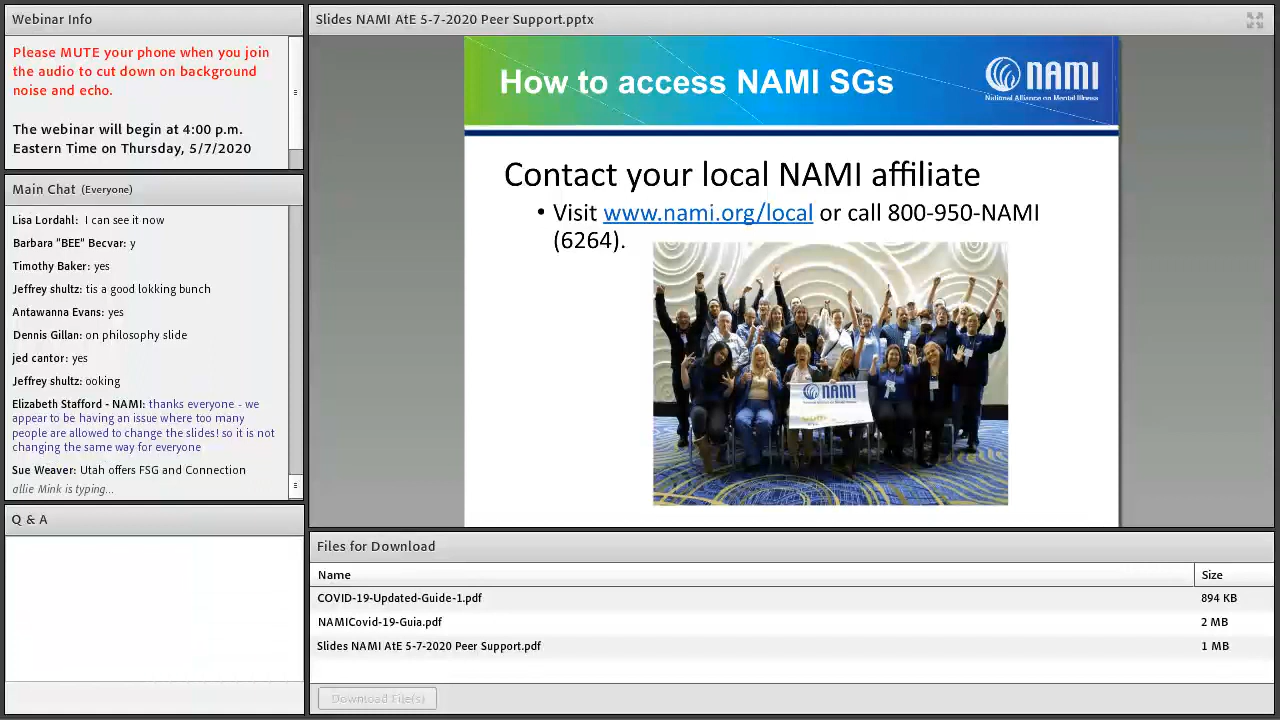 Webinar Info
Please MUTE your phone when you join
the audio to cut down on background
noise and echo.
The webinar will begin at 4:00 p.m.
Eastern Time on Thursday, 5/7/2020
Main Chat (Everyone)
Lisa Lordahl: I can see it now
Barbara "BEE" Becvar: y
Timothy Baker: yes
Jeffrey shultz: tis a good lokking bunch
Antawanna Evans: yes
Dennis Gillan: on philosophy slide
jed cantor: yes
Jeffrey shultz: ooking
Elizabeth Stafford - NAMI: thanks everyone - we
appear to be having an issue where too many
people are allowed to change the slides! so it is not
changing the same way for everyone
Sue Weaver: Utah offers FSG and Connection
allie Mink is typing...
Q & A
Slides NAMI AtE 5-7-2020 Peer Support.pptx
How to access NAMI SGs
NAMI
National Alliance on Mental Illness
Contact your local NAMI affiliate
• Visit www.nami.org/local or call 800-950-NAMI
(6264).
NAMI
Files for Download
Name Size
COVID-19-Updated-Guide-1.pdf 894 KB
NAMICovid-19-Guia.pdf 2 MB
Slides NAMI AtE 5-7-2020 Peer Support.pdf 1 MB
Download File(s)